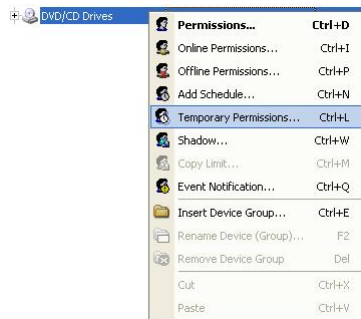 DVD/CD Drives
Permissions... Ctrl+D
Online Permissions... Ctrl+I
Offline Permissions... Ctrl+P
Add Schedule... Ctrl+N
Temporary Permissions... Ctrl+L
Shadow... Ctrl+W
Copy Limit... Ctrl+M
Event Notification... Ctrl+Q
Insert Device Group... Ctrl+E
Rename Device (Group)... F2
Remove Device Group Del
Cut Ctrl+X
Paste Ctrl+V